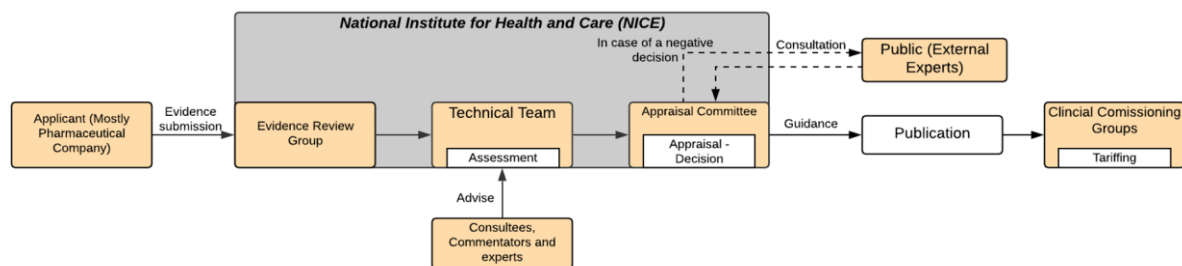 National Institute for Health and Care (NICE)
In case of a negative
decision
Consultation
Public (External
Experts)
Applicant (Mostly
Pharmaceutical
Company)
Evidence
submission
Evidence Review
Group
Technical Team
Assessment
Appraisal Committee
Appraisal -
Decision
Guidance
Publication
Clincial Comissioning
Groups
Tariffing
Advise
Consultees,
Commentators and
experts